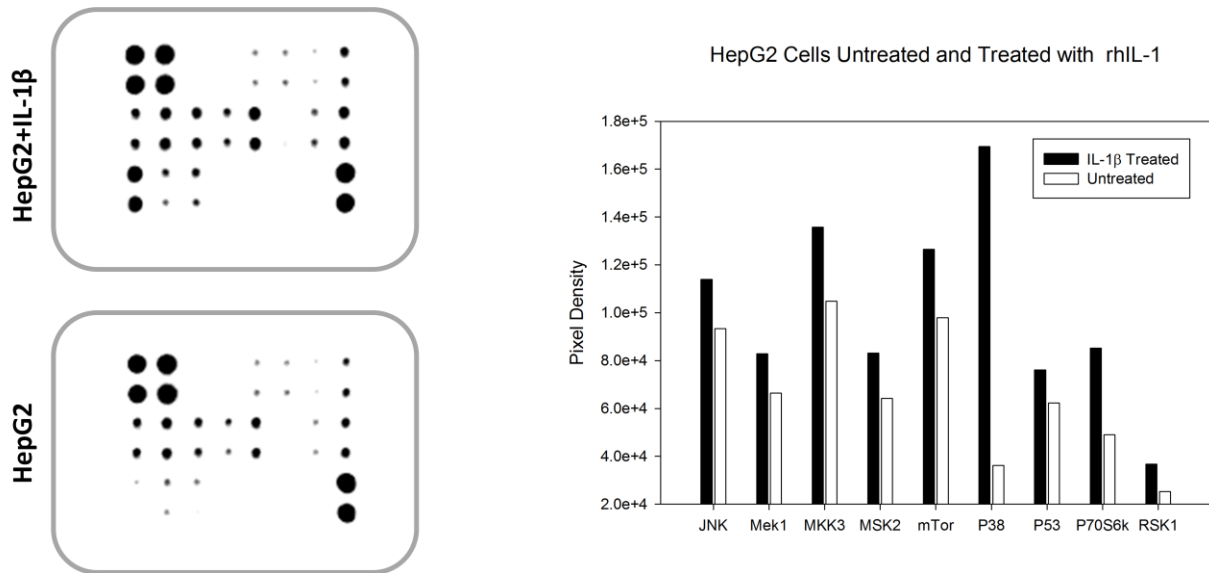 HepG2+IL-1β
HepG2
HepG2 Cells Untreated and Treated with rhIL-1
Pixel Density
1.8e+5
1.6e+5
1.4e+5
1.2e+5
1.0e+5
8.0e+4
6.0e+4
4.0e+4
2.0e+4
IL-1β Treated
Untreated
JNK Mek1 MKK3 MSK2 mTor P38 P53 P70S6k RSK1